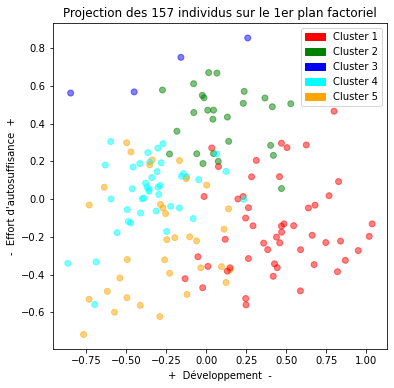 Projection des 157 individus sur le 1er plan factoriel
Cluster 1
Cluster 2
Cluster 3
Cluster 4
Cluster 5
- Effort d'autosuffisance +
0.8
0.6
0.4
0.2
0.0
−0.2
−0.4
−0.6
−0.75
−0.50
−0.25
0.00
0.25
0.50
0.75
1.00
+ Développement -